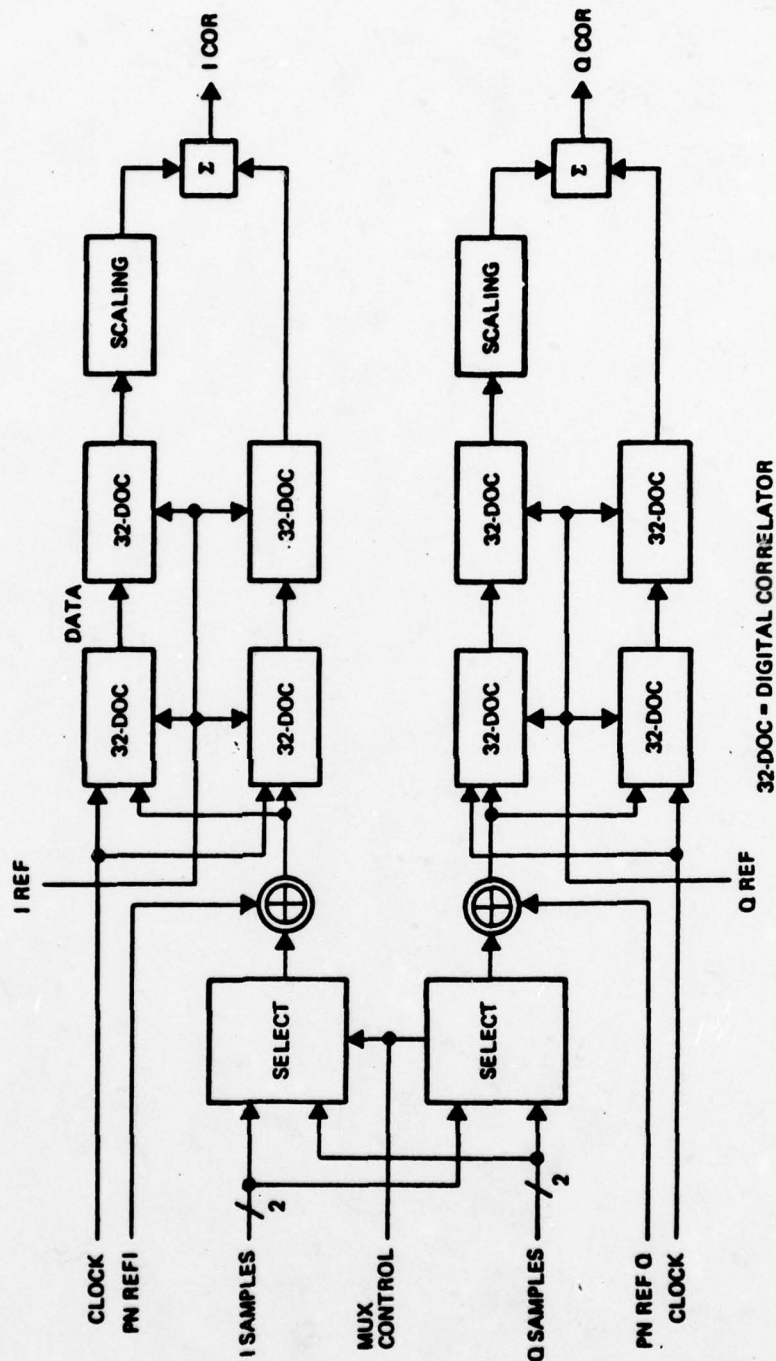 CLOCK
PN REF I
I SAMPLES
2
MUX
CONTROL
Q SAMPLES
2
PN REF Q
CLOCK
SELECT
SELECT
I REF
Q REF
32-DOC
DATA
32-DOC
SCALING
Σ
I COR
32-DOC
32-DOC
32-DOC
32-DOC
SCALING
Σ
Q COR
32-DOC
32-DOC
32-DOC = DIGITAL CORRELATOR